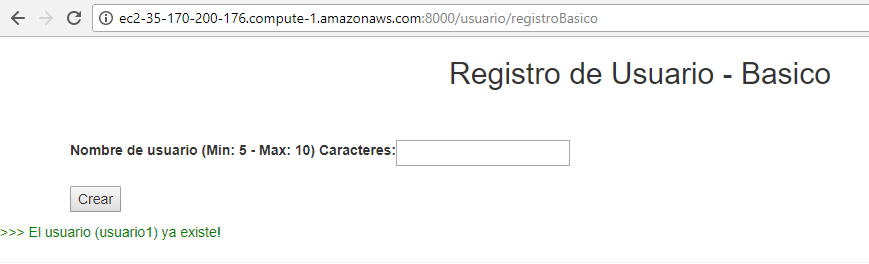 ec2-35-170-200-176.compute-1.amazonaws.com:8000/usuario/registroBasico
Registro de Usuario - Basico
Nombre de usuario (Min: 5 - Max: 10) Caracteres:
Crear
>>> El usuario (usuario1) ya existe!